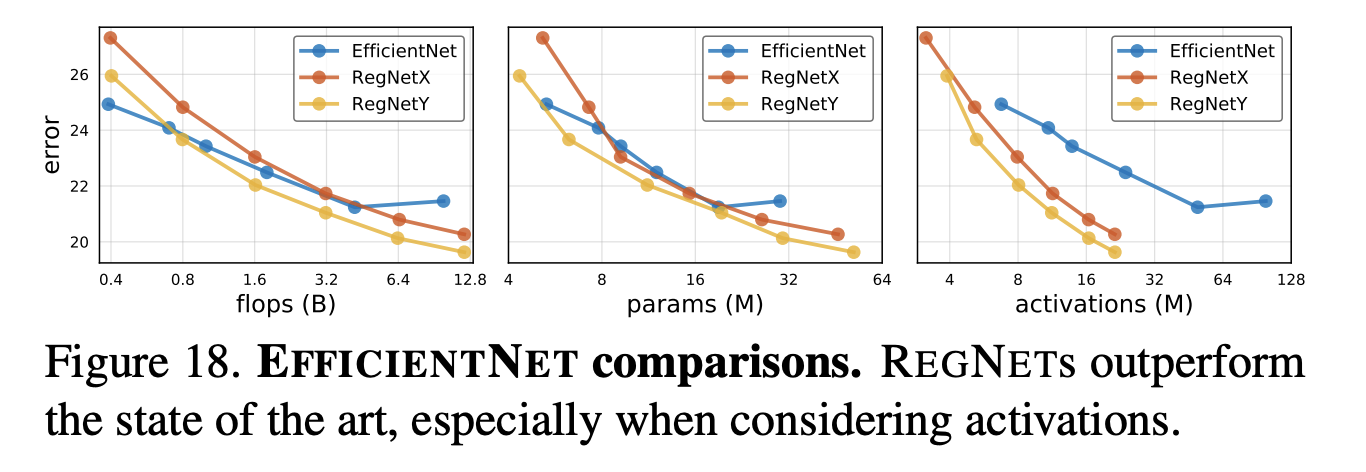 EfficientNet
RegNetX
RegNetY
error
26
24
22
20
0.4 0.8 1.6 3.2 6.4 12.8
flops (B)
EfficientNet
RegNetX
RegNetY
4 8 16 32 64
params (M)
EfficientNet
RegNetX
RegNetY
4 8 16 32 64 128
activations (M)
Figure 18. EFFICIENTNET comparisons. REGNETS outperform
the state of the art, especially when considering activations.